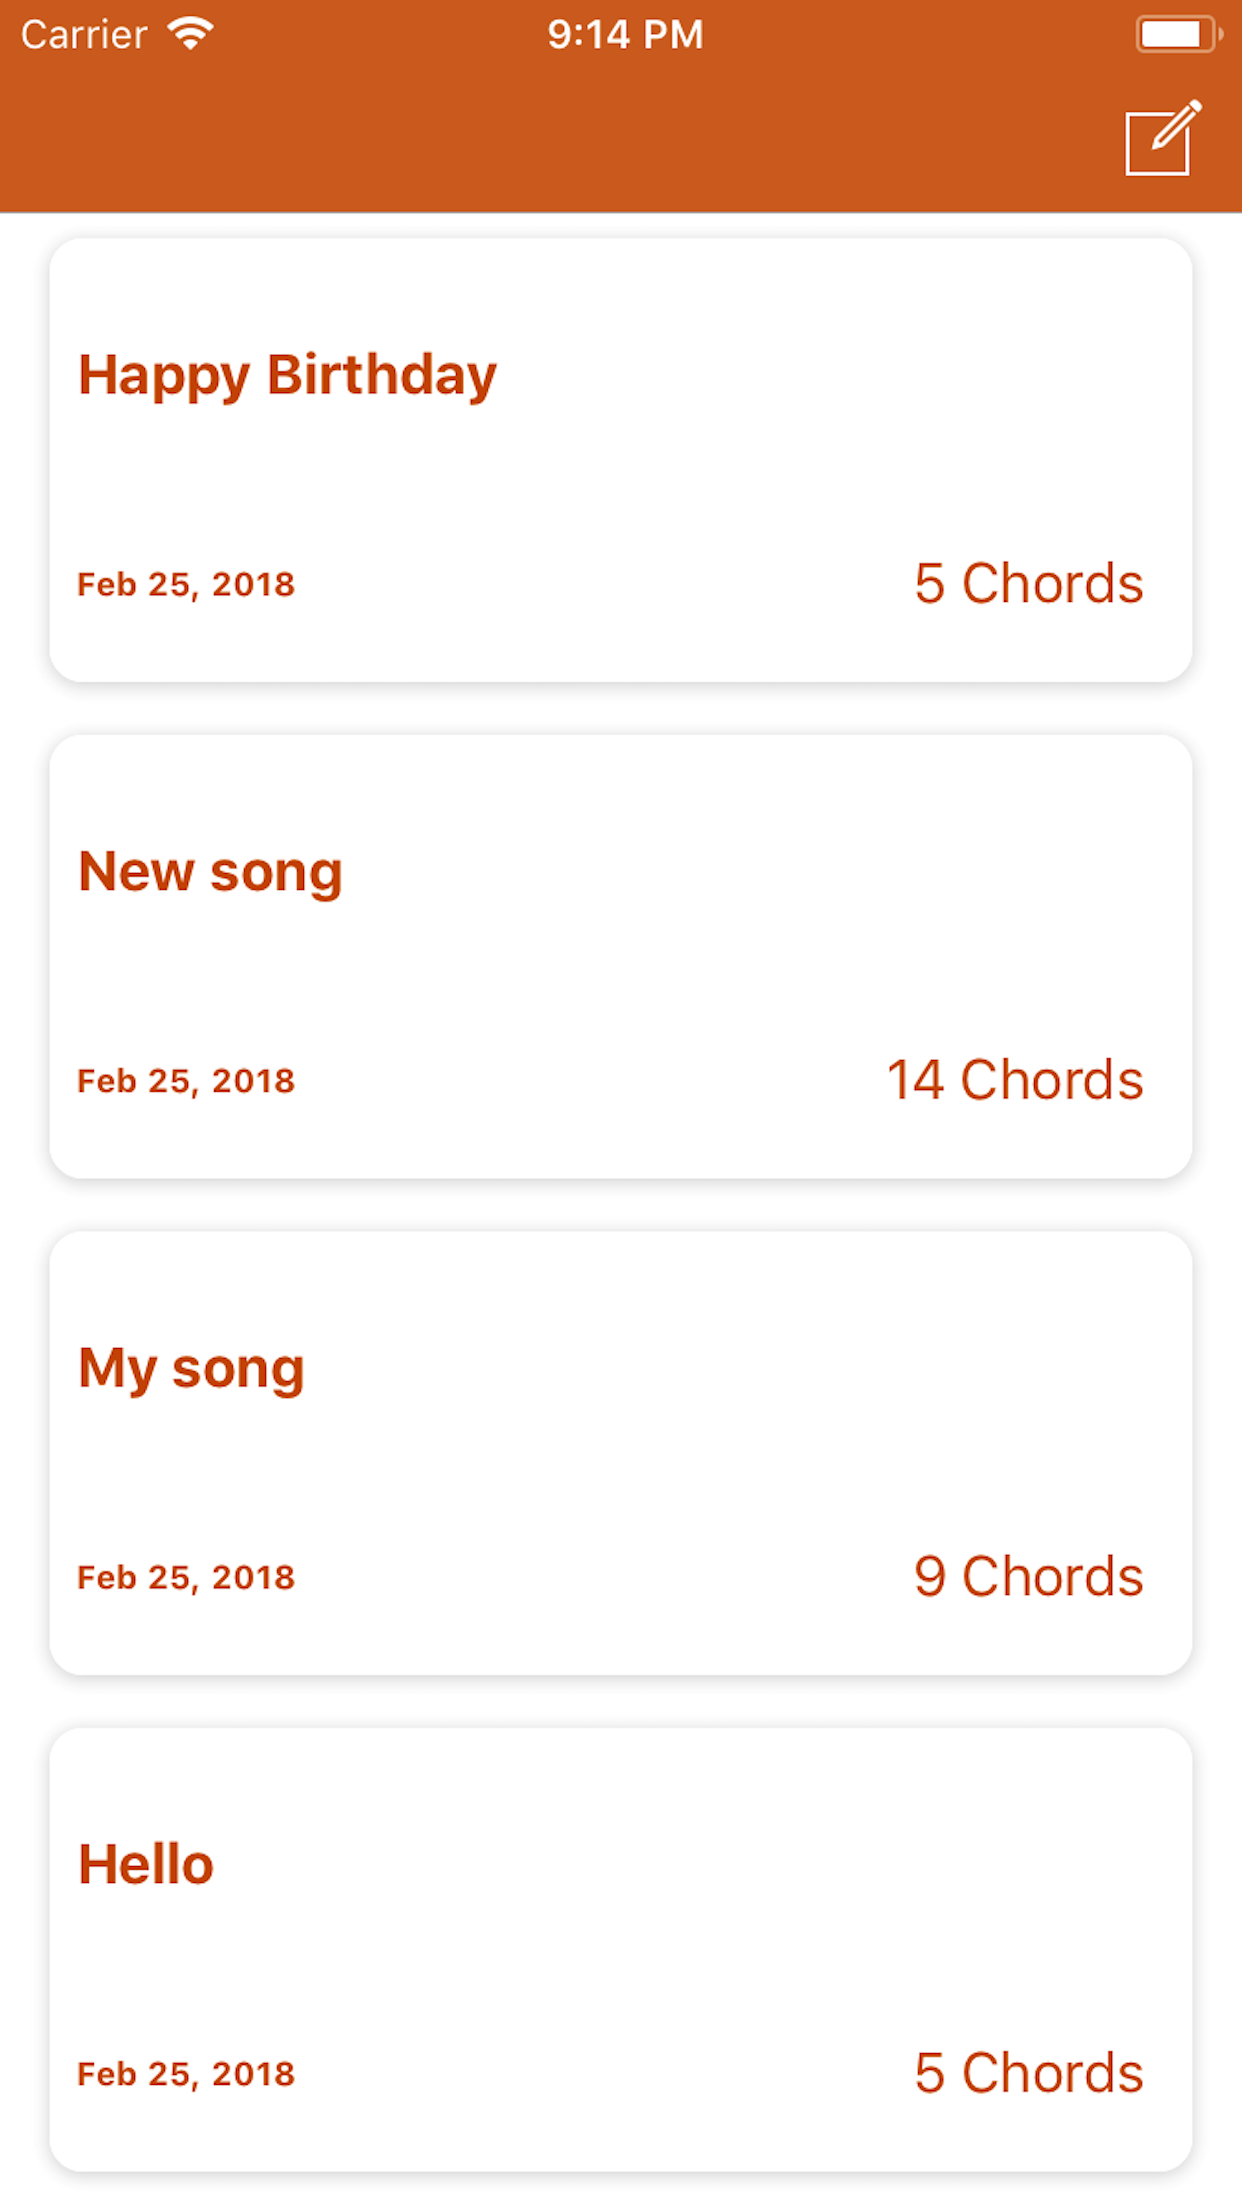 Carrier 9:14 PM
Happy Birthday
Feb 25, 2018 5 Chords
New song
Feb 25, 2018 14 Chords
My song
Feb 25, 2018 9 Chords
Hello
Feb 25, 2018 5 Chords